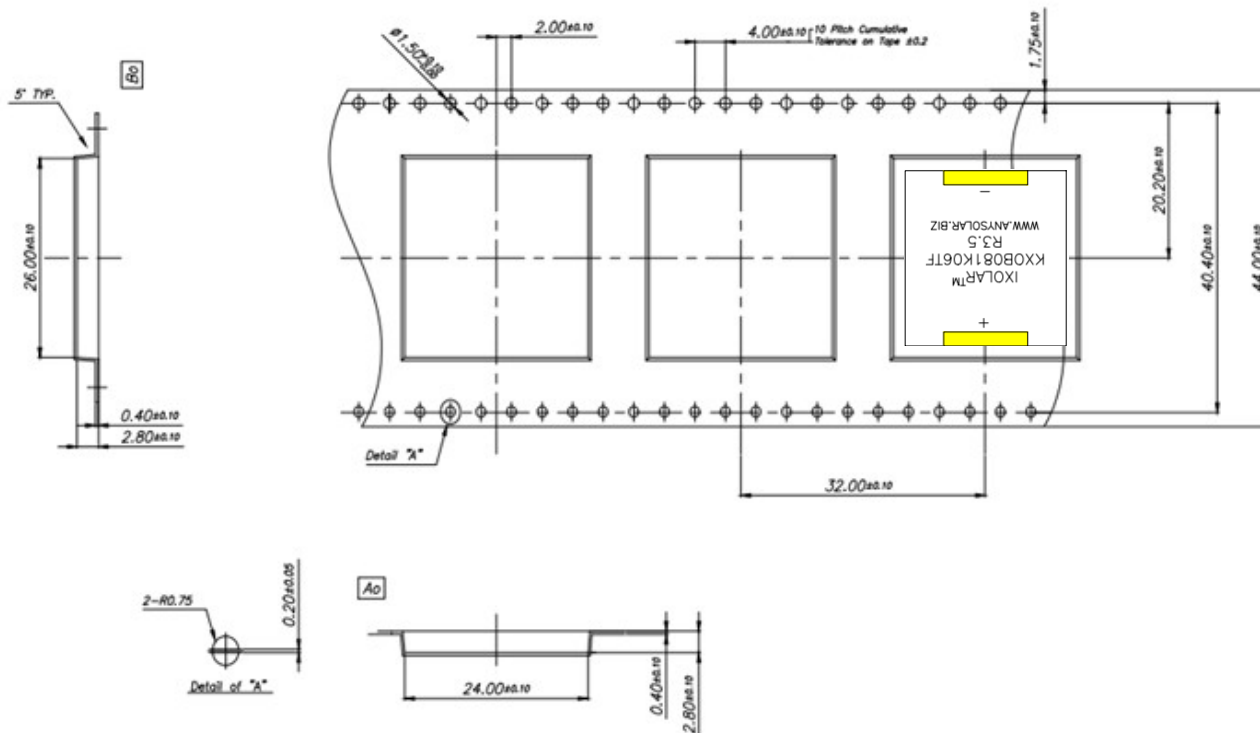 2.00±0.10
4.00±0.10
10 Pitch Cumulative
Tolerance on Tape ±0.2
Ø1.50+0.10
-0.00
1.75±0.10
Bo
5° TYP.
26.00±0.10
0.40±0.10
2.80±0.10
20.20±0.10
40.40±0.10
44.00±0.10
+
IXOLAR™
KXOB081K06TF
R3.5
WWW.ANYSOLAR.BIZ
-
Detail "A"
32.00±0.10
2-R0.75
0.20±0.05
Detail of "A"
Ao
24.00±0.10
0.40±0.10
2.80±0.10